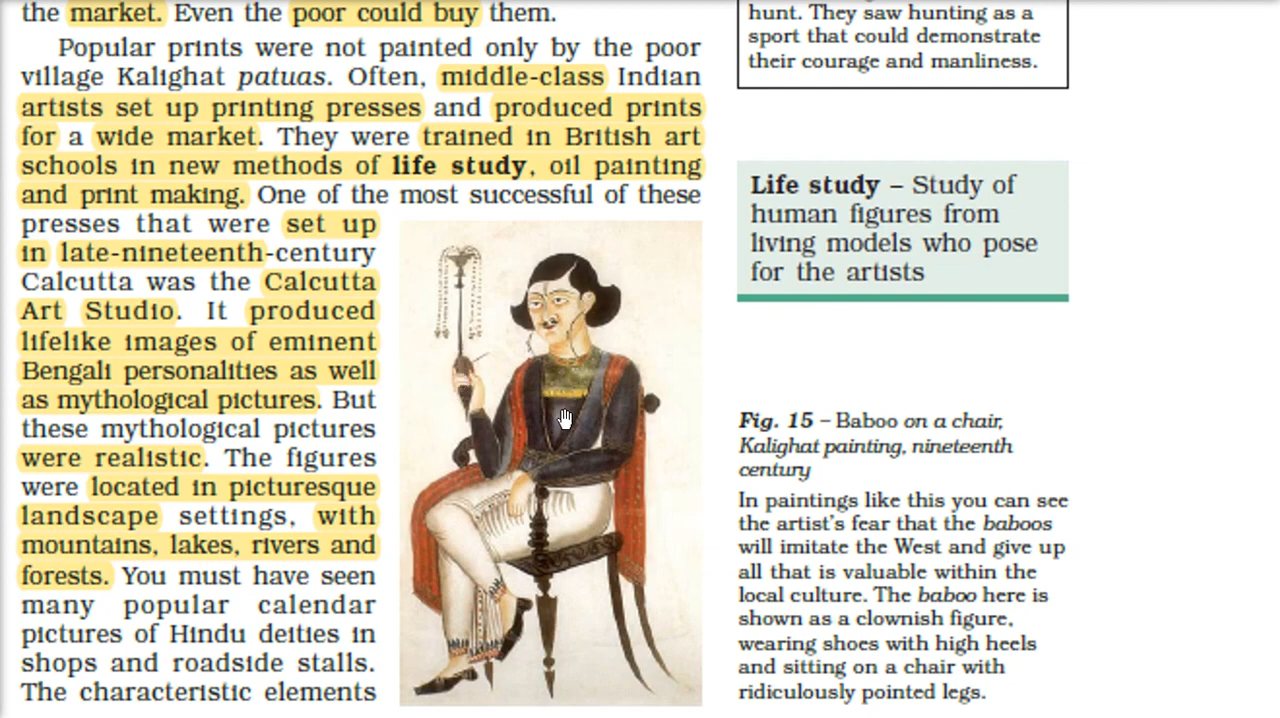 the market. Even the poor could buy them.
Popular prints were not painted only by the poor
village Kalighat patuas. Often, middle-class Indian
artists set up printing presses and produced prints
for a wide market. They were trained in British art
schools in new methods of life study, oil painting
and print making. One of the most successful of these
presses that were set up
in late-nineteenth-century
Calcutta was the Calcutta
Art Studio. It produced
lifelike images of eminent
Bengali personalities as well
as mythological pictures. But
these mythological pictures
were realistic. The figures
were located in picturesque
landscape settings, with
mountains, lakes, rivers and
forests. You must have seen
many popular calendar
pictures of Hindu deities in
shops and roadside stalls.
The characteristic elements
hunt. They saw hunting as a
sport that could demonstrate
their courage and manliness.
Life study – Study of
human figures from
living models who pose
for the artists
Fig. 15 – Baboo on a chair,
Kalighat painting, nineteenth
century
In paintings like this you can see
the artist's fear that the baboos
will imitate the West and give up
all that is valuable within the
local culture. The baboo here is
shown as a clownish figure,
wearing shoes with high heels
and sitting on a chair with
ridiculously pointed legs.